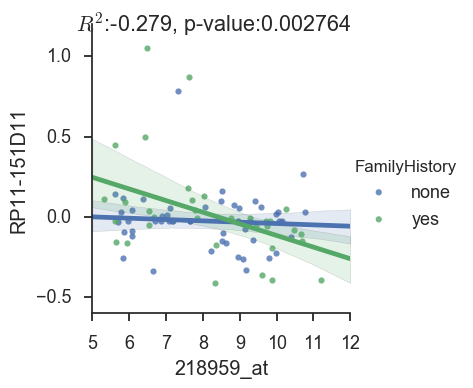 R²:-0.279, p-value:0.002764
1.0
0.5
0.0
−0.5
RP11-151D11
5 6 7 8 9 10 11 12
218959_at
FamilyHistory
none
yes